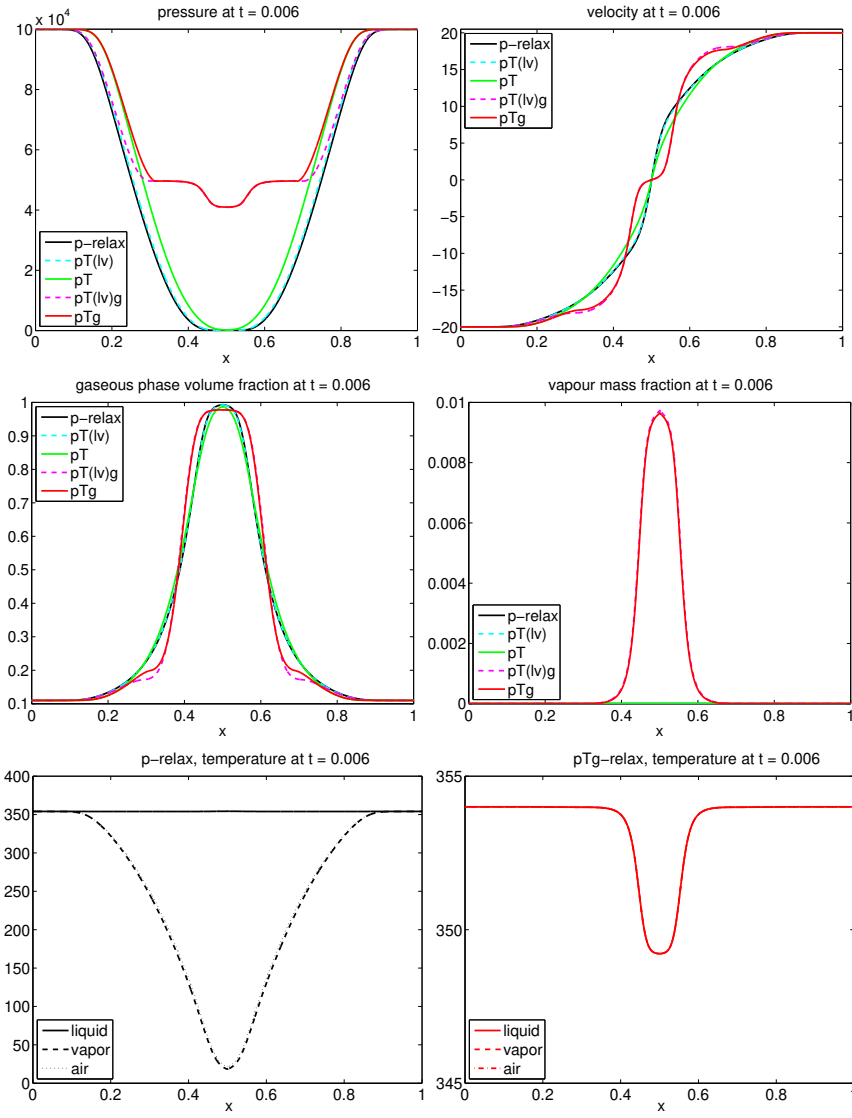 pressure at t = 0.006
x 10⁴
10
8
6
4
2
0
0 0.2 0.4 0.6 0.8 1
x
p-relax
pT(lv)
pT
pT(lv)g
pTg
velocity at t = 0.006
20
15
10
5
0
−5
−10
−15
−20
0 0.2 0.4 0.6 0.8 1
x
p−relax
pT(lv)
pT
pT(lv)g
pTg
gaseous phase volume fraction at t = 0.006
1
0.9
0.8
0.7
0.6
0.5
0.4
0.3
0.2
0.1
0 0.2 0.4 0.6 0.8 1
x
p−relax
pT(lv)
pT
pT(lv)g
pTg
vapour mass fraction at t = 0.006
0.01
0.008
0.006
0.004
0.002
0
0 0.2 0.4 0.6 0.8 1
x
p−relax
pT(lv)
pT
pT(lv)g
pTg
p−relax, temperature at t = 0.006
400
350
300
250
200
150
100
50
0
0 0.2 0.4 0.6 0.8 1
x
liquid
vapor
air
pTg−relax, temperature at t = 0.006
355
350
345
0 0.2 0.4 0.6 0.8 1
x
liquid
vapor
air